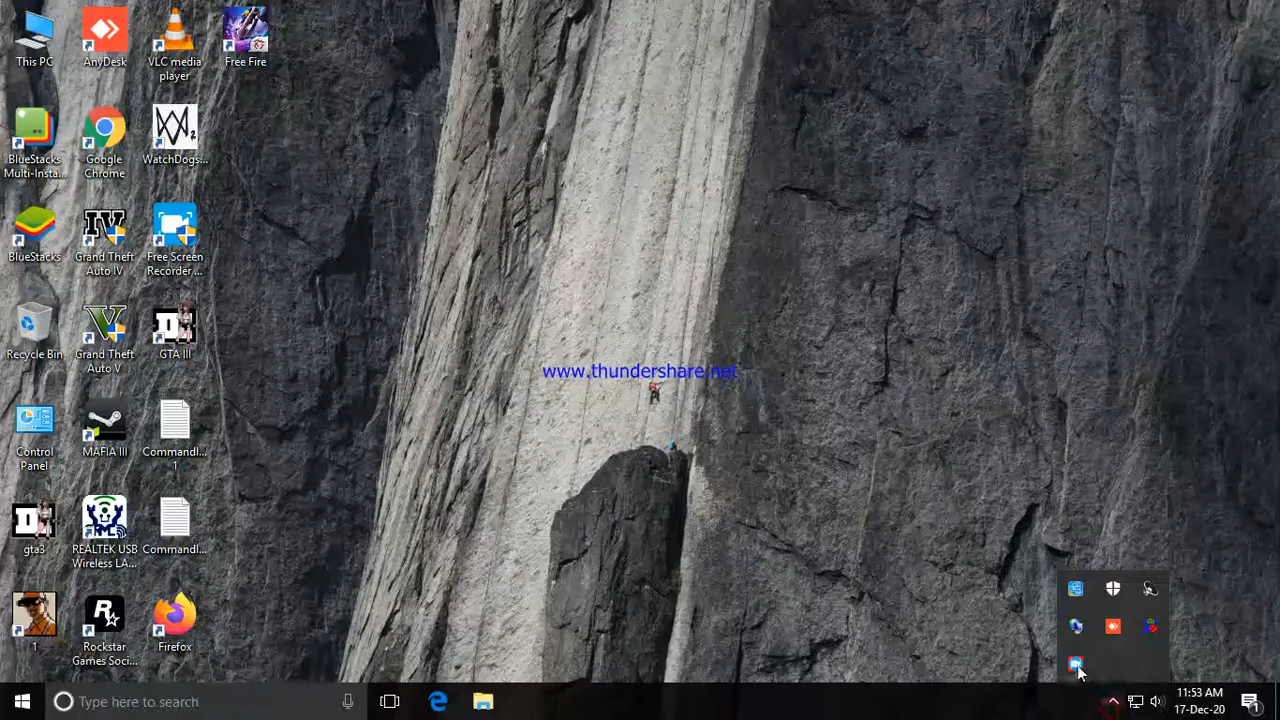 This PC
AnyDesk
VLC media
player
Free Fire
BlueStacks
Multi-Insta...
Google
Chrome
WatchDogs...
BlueStacks
Grand Theft
Auto IV
Free Screen
Recorder ...
Recycle Bin
Grand Theft
Auto V
GTA III
www.thundershare.net
Control
Panel
MAFIA III
Commandl...
1
gta3
REALTEK USB
Wireless LA...
Commandl...
1
Rockstar
Games Soci...
Firefox
Type here to search
11:53 AM
17-Dec-20
1